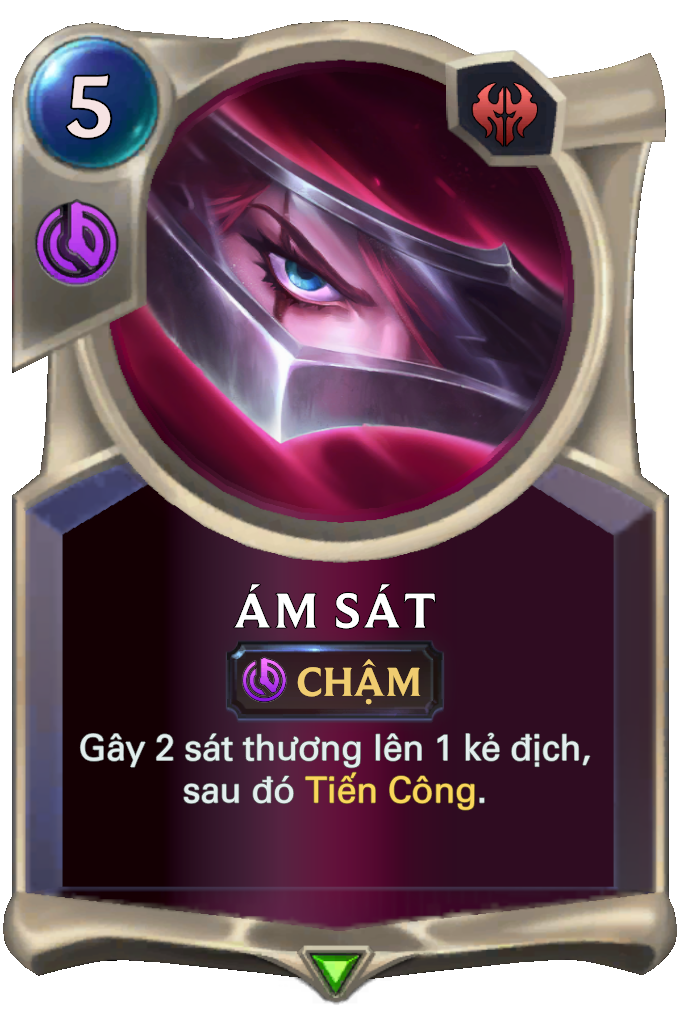 5
ÁM SÁT
CHẬM
Gây 2 sát thương lên 1 kẻ địch,
sau đó Tiến Công.